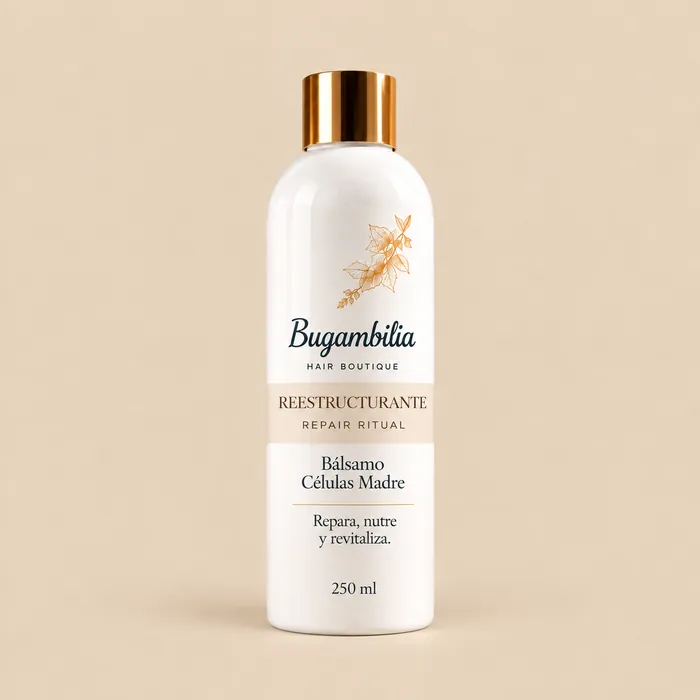 Bugambilia
HAIR BOUTIQUE
REESTRUCTURANTE
REPAIR RITUAL
Bálsamo
Células Madre
Repara, nutre
y revitaliza.
250 ml